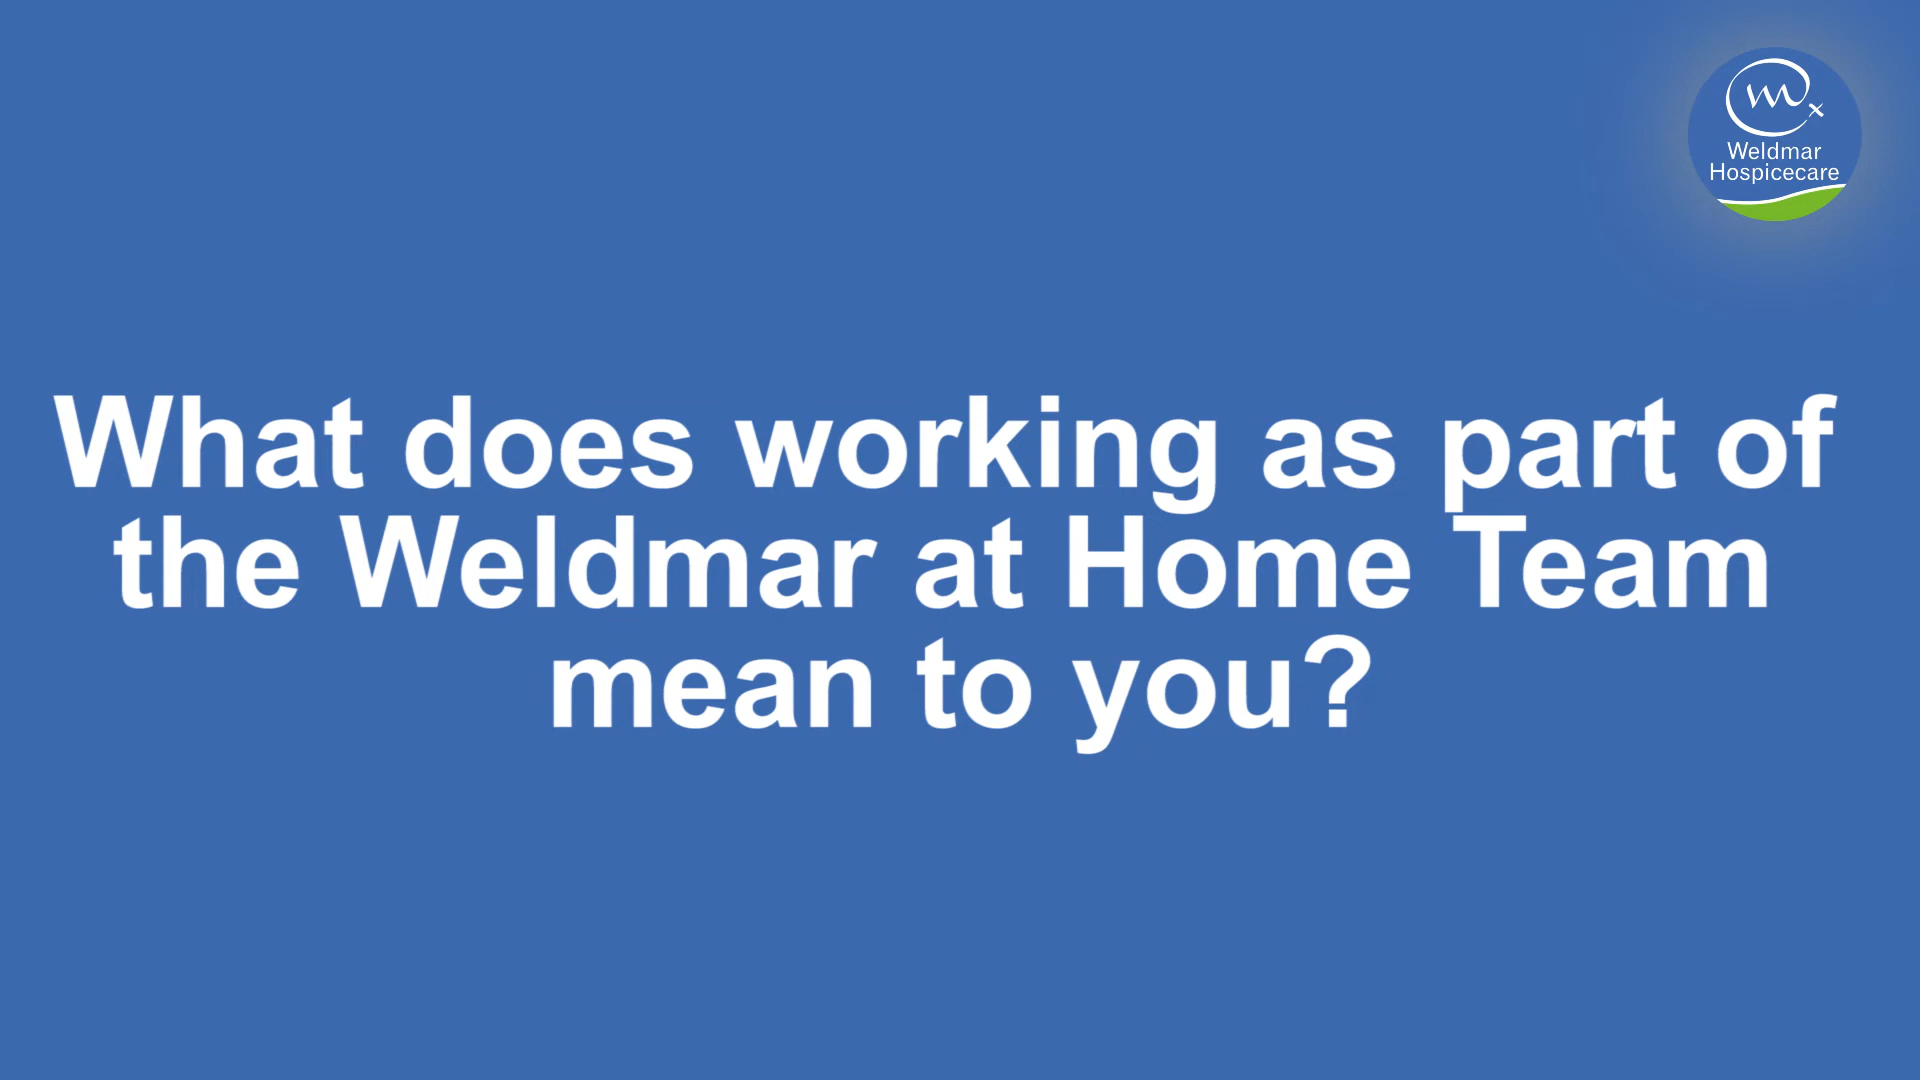 Weldmar
Hospicecare
What does working as part of
the Weldmar at Home Team
mean to you?